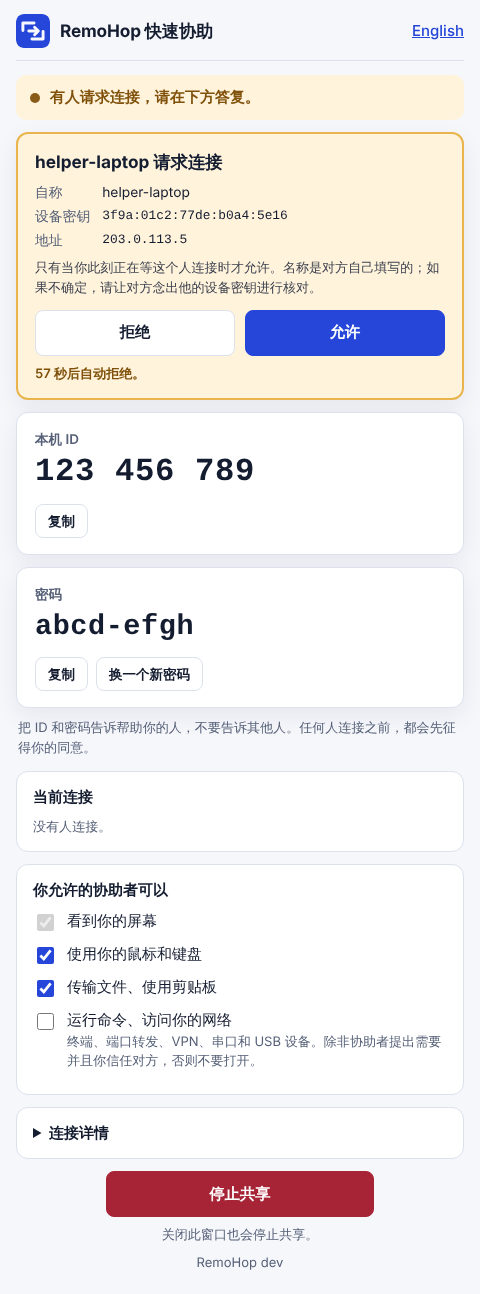 RemoHop 快速协助
English
有人请求连接，请在下方答复。
helper-laptop 请求连接
自称 helper-laptop
设备密钥 3f9a:01c2:77de:b0a4:5e16
地址 203.0.113.5
只有当你此刻正在等这个人连接时才允许。名称是对方自己填写的；如
果不确定，请让对方念出他的设备密钥进行核对。
拒绝
允许
57 秒后自动拒绝。
本机 ID
123 456 789
复制
密码
abcd-efgh
复制
换一个新密码
把 ID 和密码告诉帮助你的人，不要告诉其他人。任何人连接之前，都会先征
得你的同意。
当前连接
没有人连接。
你允许的协助者可以
看到你的屏幕
使用你的鼠标和键盘
传输文件、使用剪贴板
运行命令、访问你的网络
终端、端口转发、VPN、串口和 USB 设备。除非协助者提出需要
并且你信任对方，否则不要打开。
连接详情
停止共享
关闭此窗口也会停止共享。
RemoHop dev